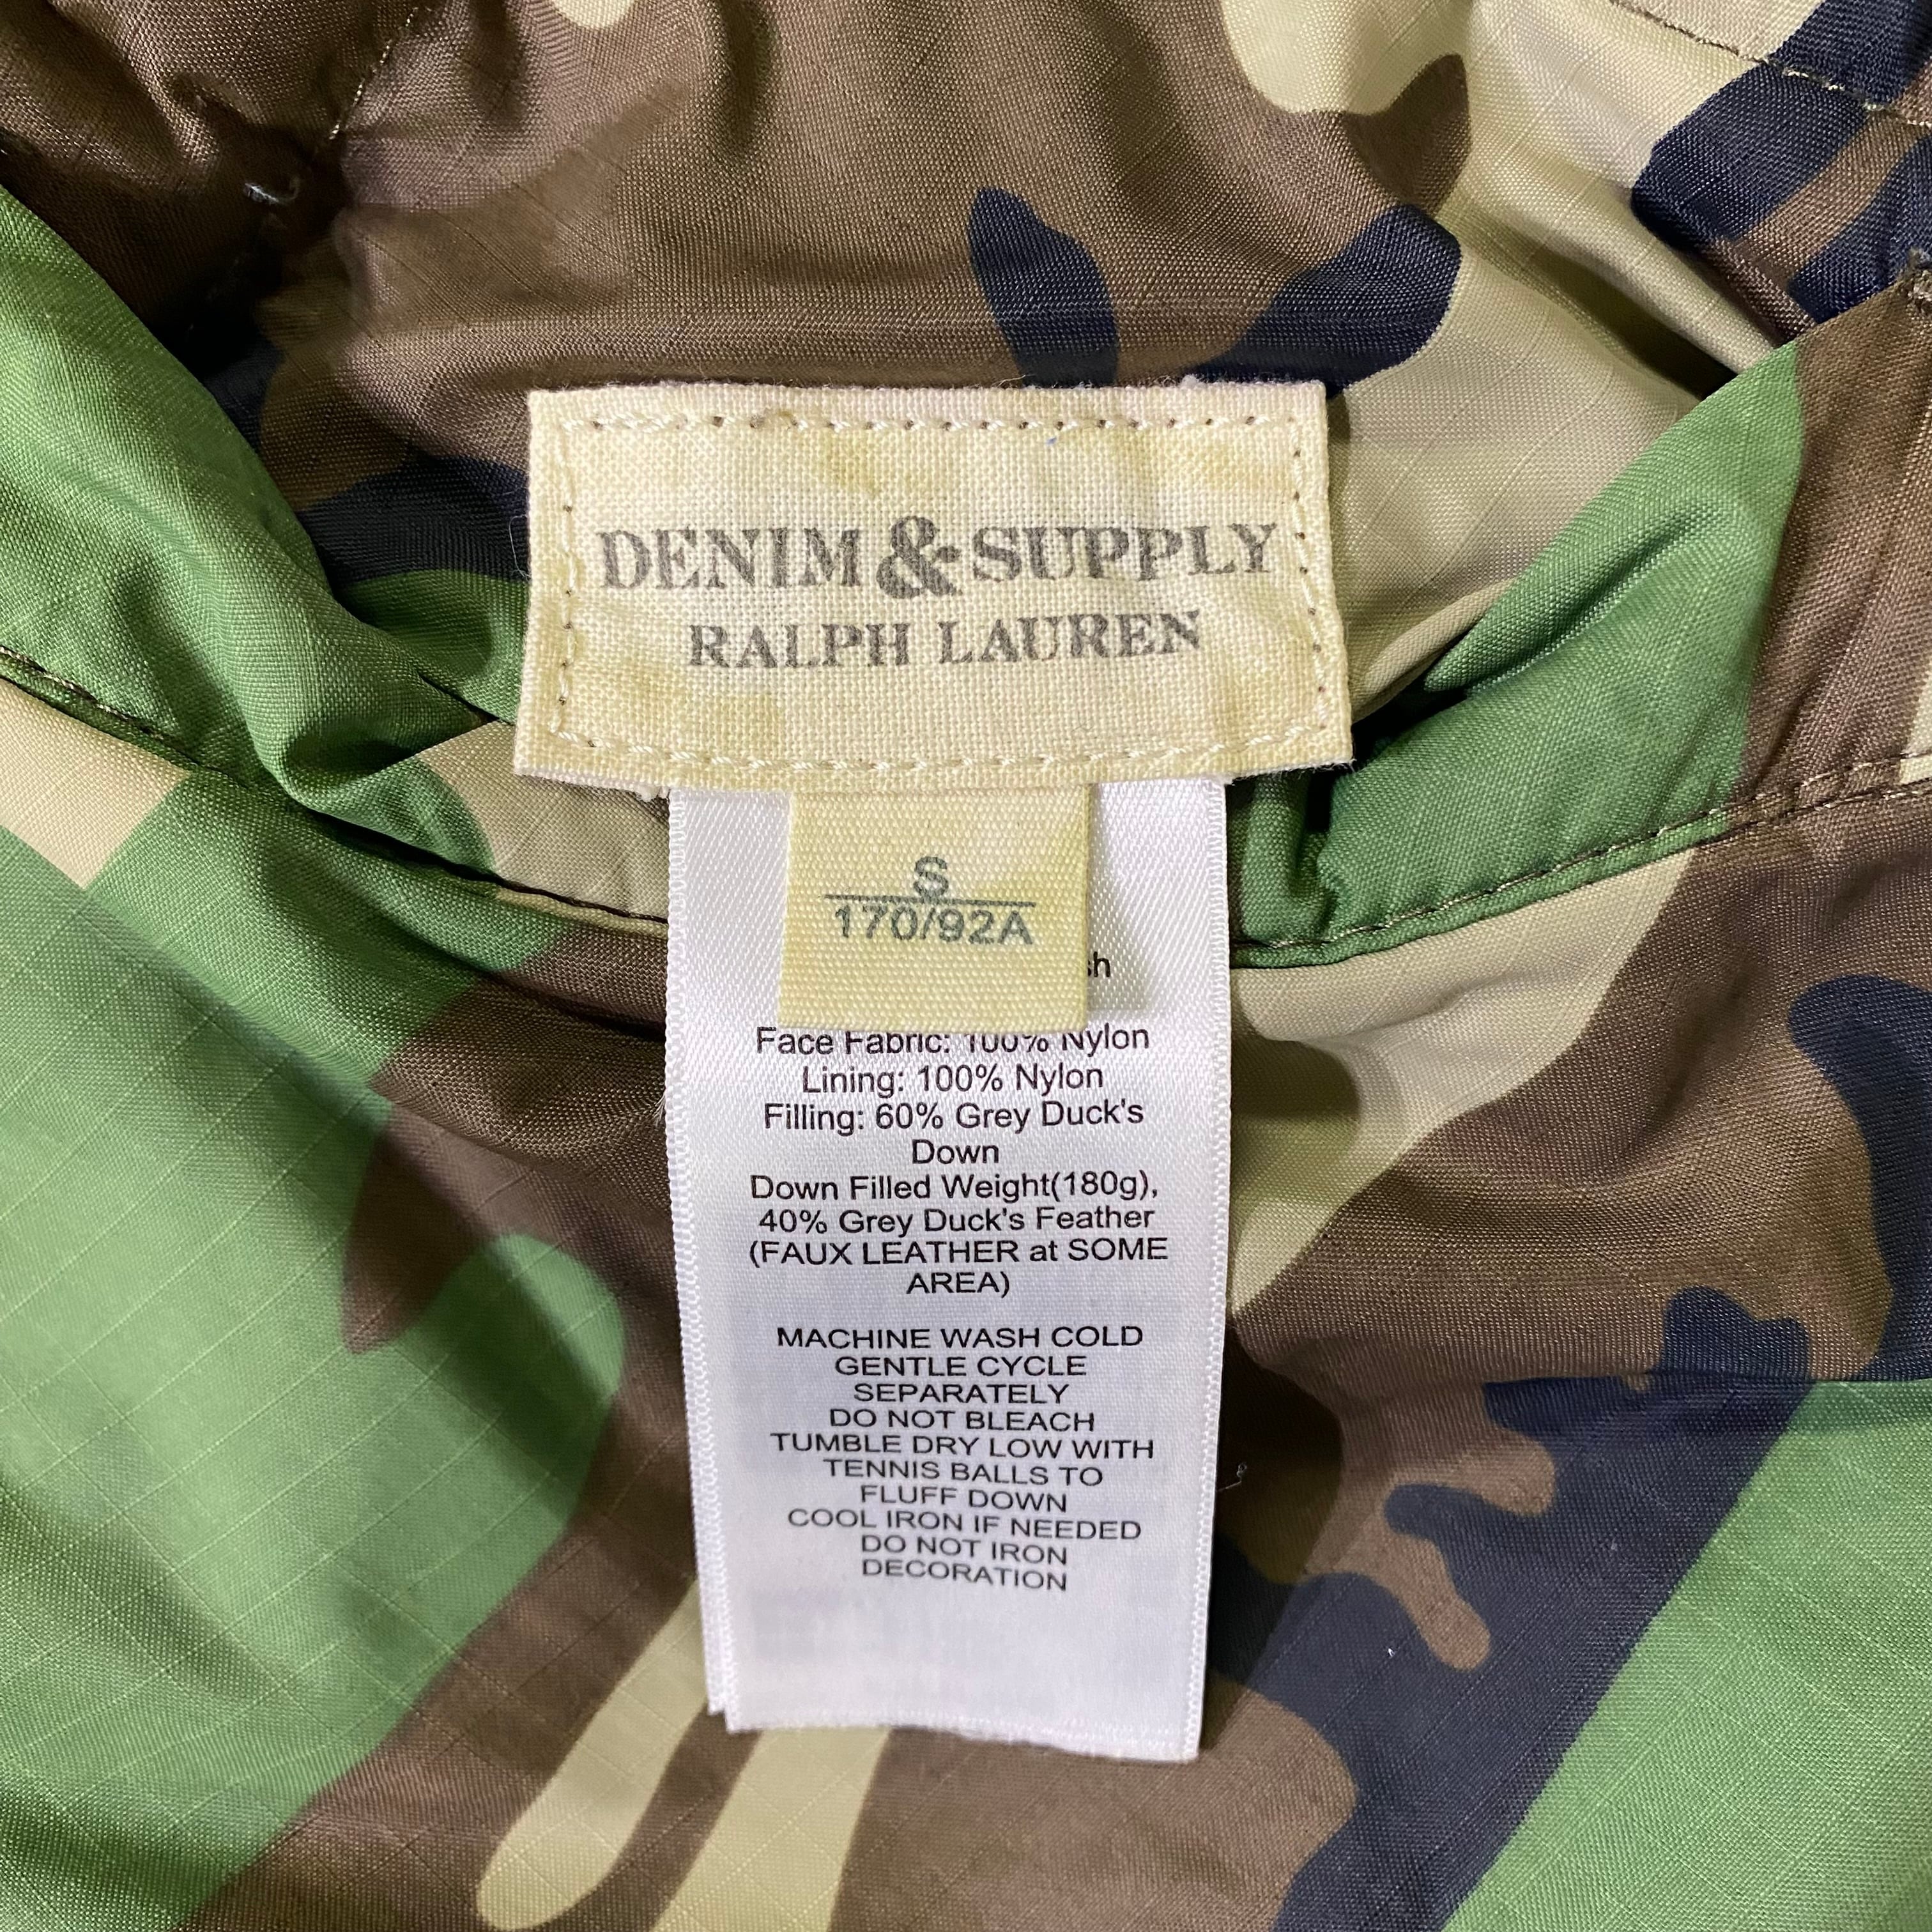 DENIM & SUPPLY
RALPH LAUREN
S
170/92A
Face Fabric: 100% Nylon
Lining: 100% Nylon
Filling: 60% Grey Duck's
Down
Down Filled Weight(180g),
40% Grey Duck's Feather
(FAUX LEATHER at SOME
AREA)
MACHINE WASH COLD
GENTLE CYCLE
SEPARATELY
DO NOT BLEACH
TUMBLE DRY LOW WITH
TENNIS BALLS TO
FLUFF DOWN
COOL IRON IF NEEDED
DO NOT IRON
DECORATION